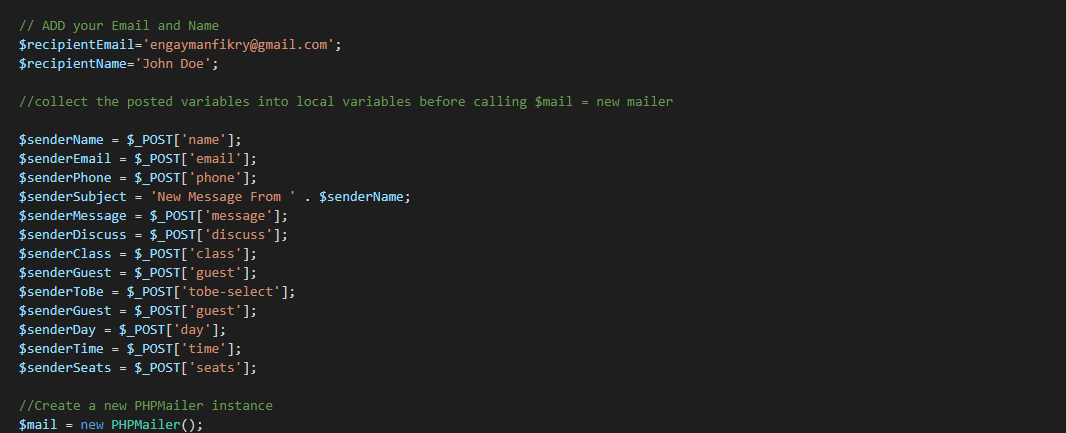 // ADD your Email and Name
$recipientEmail='engaymanfikry@gmail.com';
$recipientName='John Doe';
//collect the posted variables into local variables before calling $mail = new mailer
$senderName = $_POST['name'];
$senderEmail = $_POST['email'];
$senderPhone = $_POST['phone'];
$senderSubject = 'New Message From ' . $senderName;
$senderMessage = $_POST['message'];
$senderDiscuss = $_POST['discuss'];
$senderClass = $_POST['class'];
$senderGuest = $_POST['guest'];
$senderToBe = $_POST['tobe-select'];
$senderGuest = $_POST['guest'];
$senderDay = $_POST['day'];
$senderTime = $_POST['time'];
$senderSeats = $_POST['seats'];
//Create a new PHPMailer instance
$mail = new PHPMailer();